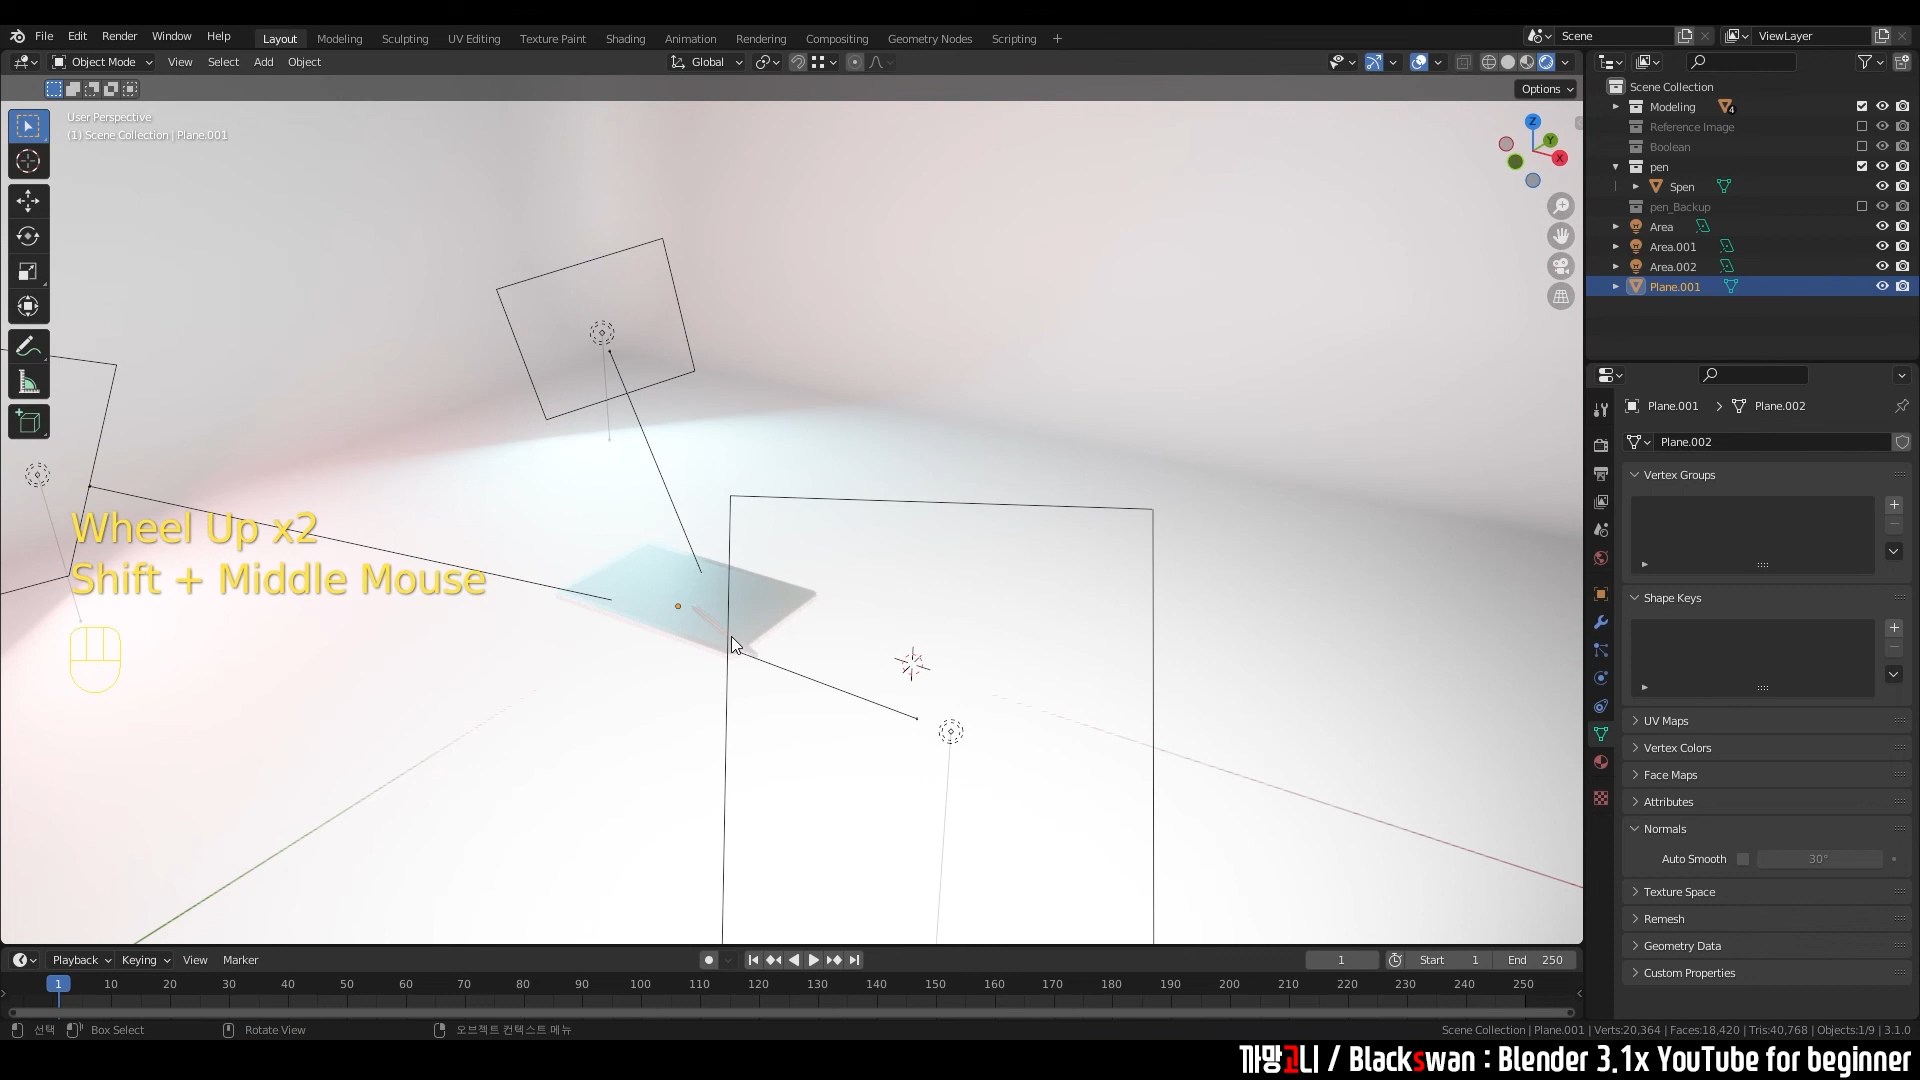 File Edit Render Window Help Layout Modeling Sculpting UV Editing Texture Paint Shading Animation Rendering Compositing Geometry Nodes Scripting + Scene ViewLayer
Object Mode View Select Add Object Global
Options
User Perspective
(1) Scene Collection | Plane.001
Z
Y
X
Scene Collection
Modeling 4
Reference Image
Boolean
pen
Spen
pen_Backup
Area
Area.001
Area.002
Plane.001
Wheel Up x2
Shift + Middle Mouse
Plane.001 > Plane.002
Plane.002
Vertex Groups
Shape Keys
UV Maps
Vertex Colors
Face Maps
Attributes
Normals
Auto Smooth 30°
Texture Space
Remesh
Geometry Data
Custom Properties
Playback Keying View Marker 1 Start 1 End 250
1 10 20 30 40 50 60 70 80 90 100 110 120 130 140 150 160 170 180 190 200 210 220 230 240 250
선택 Box Select Rotate View 오브젝트 컨텍스트 메뉴 Scene Collection | Plane.001 | Verts:20,364 | Faces:18,420 | Tris:40,768 | Objects:1/9 | 3.1.0
까망고니 / Blackswan : Blender 3.1x YouTube for beginner